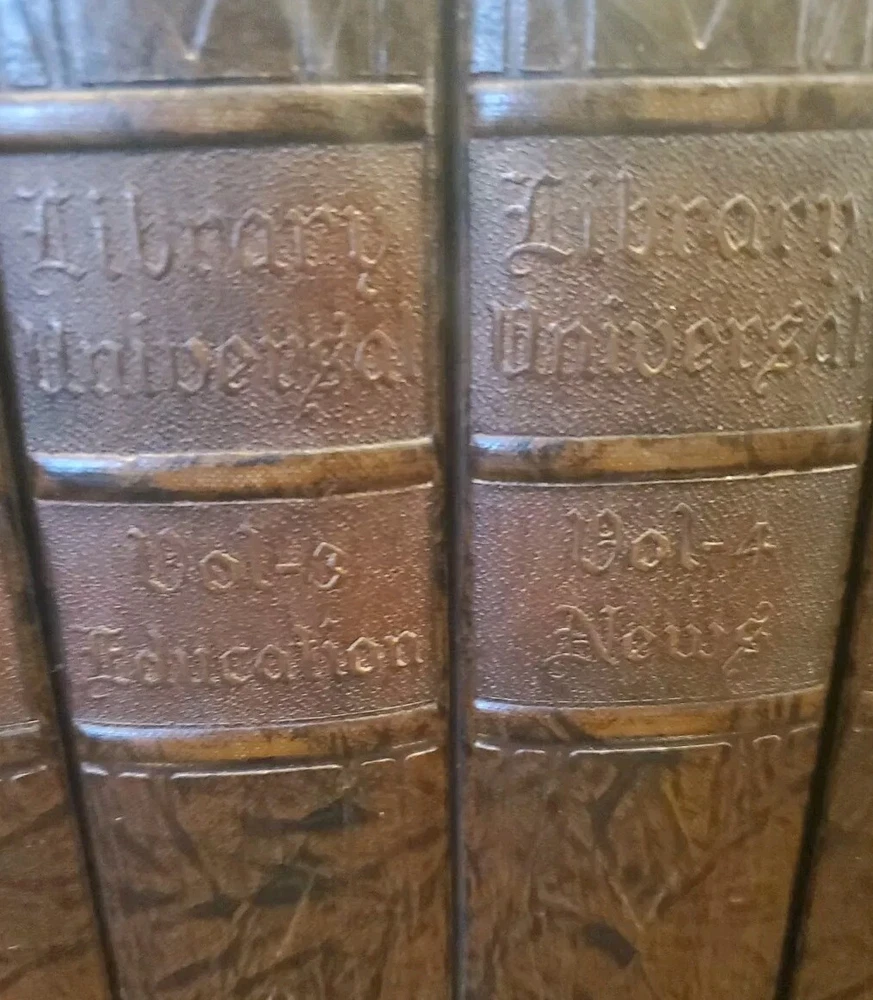 Library
Universal
Vol-3
Education
Library
Universal
Vol-4
News